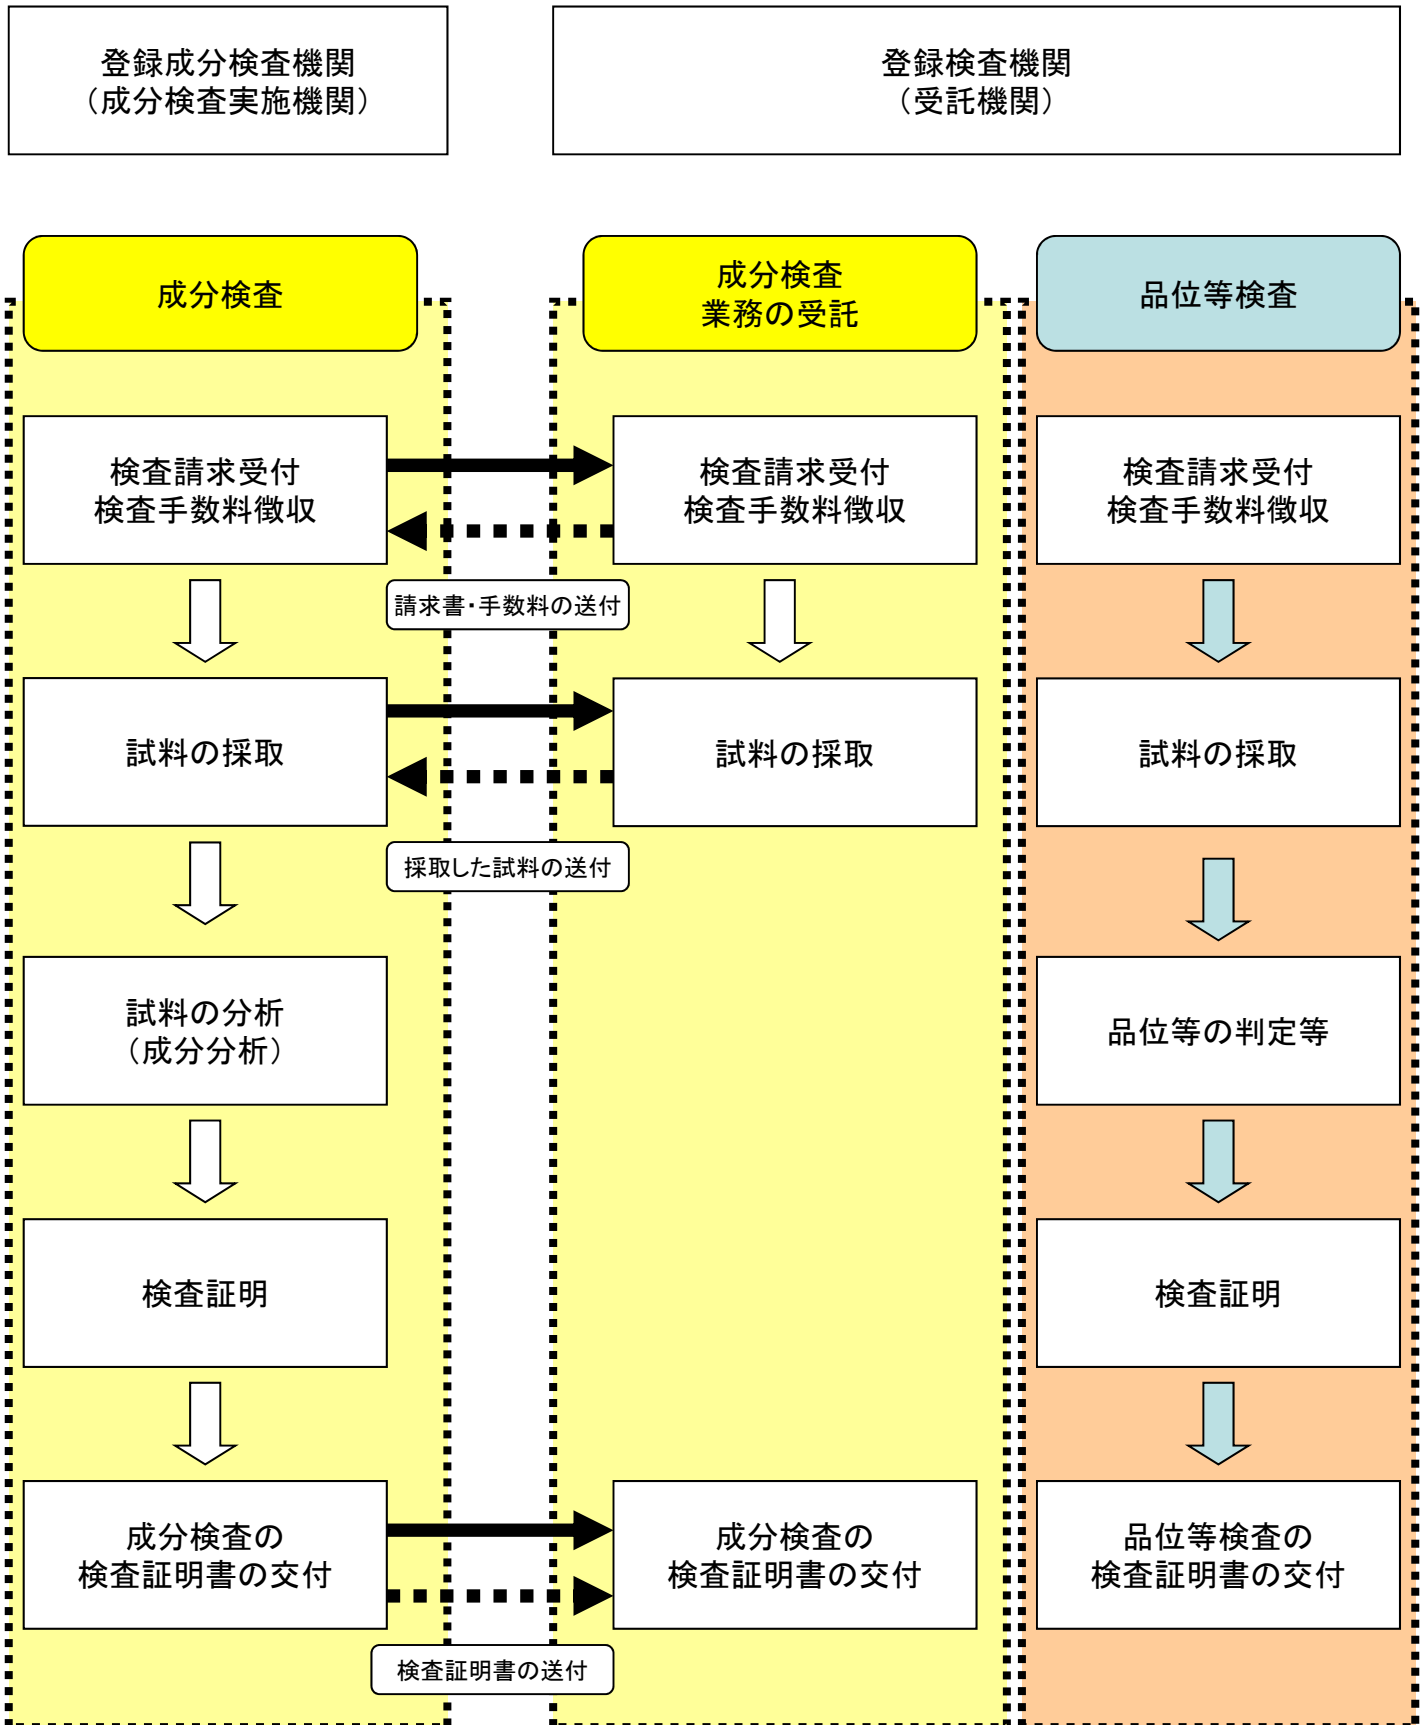 登録成分検査機関
（成分検査実施機関）
登録検査機関
（受託機関）
成分検査
成分検査
業務の受託
品位等検査
検査請求受付
検査手数料徴収
検査請求受付
検査手数料徴収
検査請求受付
検査手数料徴収
請求書・手数料の送付
試料の採取
試料の採取
試料の採取
採取した試料の送付
試料の分析
（成分分析）
品位等の判定等
検査証明
検査証明
成分検査の
検査証明書の交付
成分検査の
検査証明書の交付
品位等検査の
検査証明書の交付
検査証明書の送付